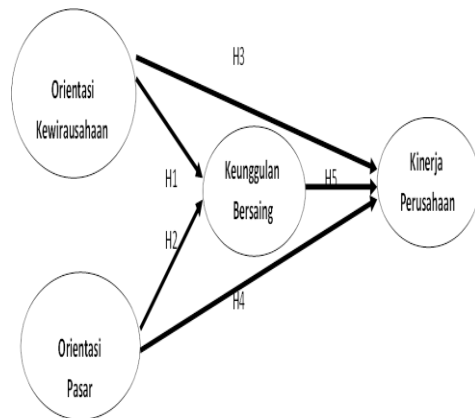 H3
Orientasi
Kewirausahaan
Kinerja
Perusahaan
Keunggulan
Bersaing
H1
H5
H2
H4
Orientasi
Pasar